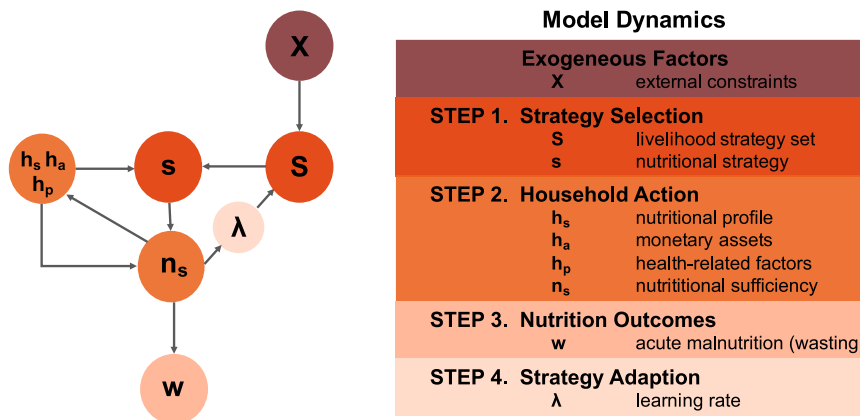 X
h_s h_a
h_p
s
S
λ
n_s
w
Model Dynamics
Exogeneous Factors
X external constraints
STEP 1. Strategy Selection
S livelihood strategy set
s nutritional strategy
STEP 2. Household Action
h_s nutritional profile
h_a monetary assets
h_p health-related factors
n_s nutrititional sufficiency
STEP 3. Nutrition Outcomes
w acute malnutrition (wasting
STEP 4. Strategy Adaption
λ learning rate